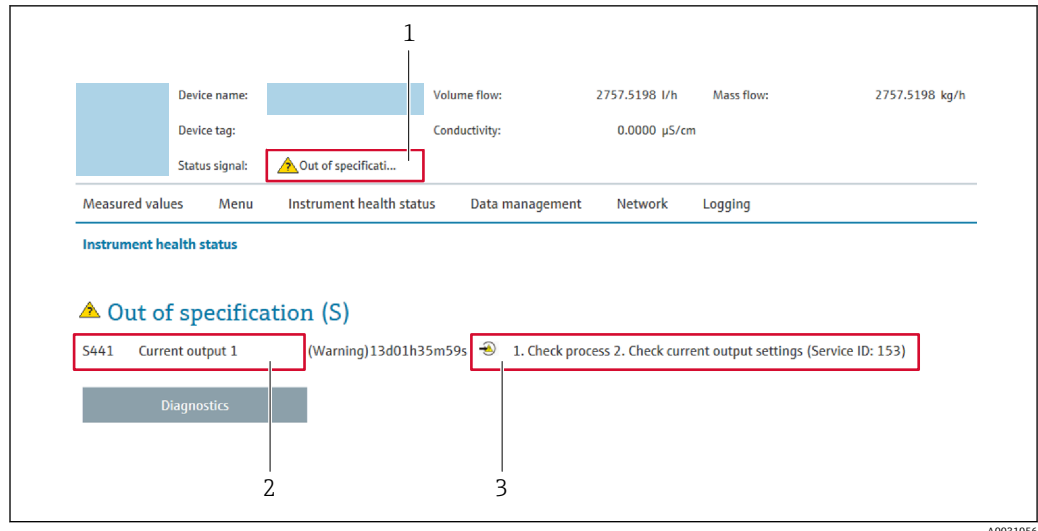 1
Device name: Volume flow: 2757.5198 l/h Mass flow: 2757.5198 kg/h
Device tag: Conductivity: 0.0000 µS/cm
Status signal: Out of specificati...
Measured values Menu Instrument health status Data management Network Logging
Instrument health status
Out of specification (S)
S441 Current output 1 (Warning)13d01h35m59s 1. Check process 2. Check current output settings (Service ID: 153)
Diagnostics
2 3
A0031056